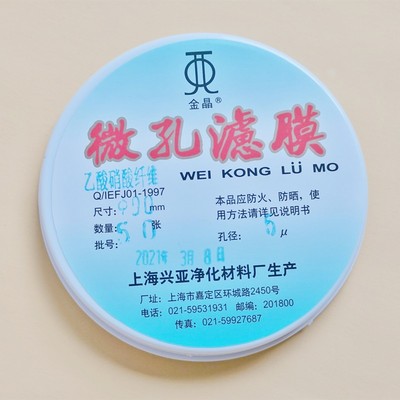 金晶®
微孔滤膜
WEI KONG LÜ MO
乙酸硝酸纤维
Q/IEFJ01-1997
尺寸: mm
数量: 50 张
批号:
2021年 3月 8日
本品应防火、防晒，使
用方法请详见说明书
孔径: 5 μ
上海兴亚净化材料厂生产
厂址：上海市嘉定区环城路2450号
电话：021-59531931 邮编：201800
传真：021-59927687